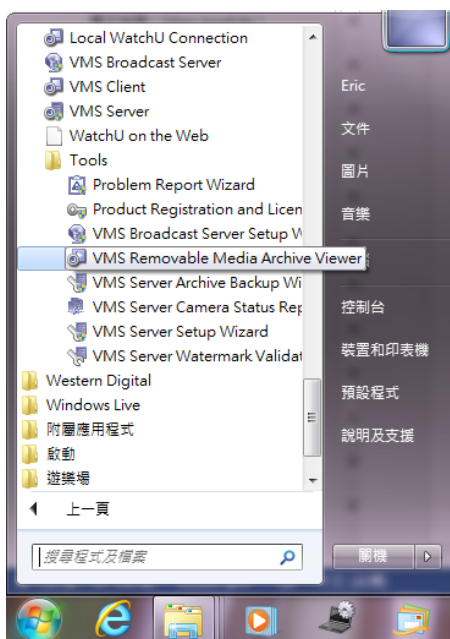 Local WatchU Connection
VMS Broadcast Server
VMS Client
VMS Server
WatchU on the Web
Tools
Problem Report Wizard
Product Registration and Licen
VMS Broadcast Server Setup W
VMS Removable Media Archive Viewer
VMS Server Archive Backup Wi
VMS Server Camera Status Rep
VMS Server Setup Wizard
VMS Server Watermark Validat
Western Digital
Windows Live
附屬應用程式
啟動
遊樂場
上一頁
搜尋程式及檔案
Eric
文件
圖片
音樂
控制台
裝置和印表機
預設程式
說明及支援
關機